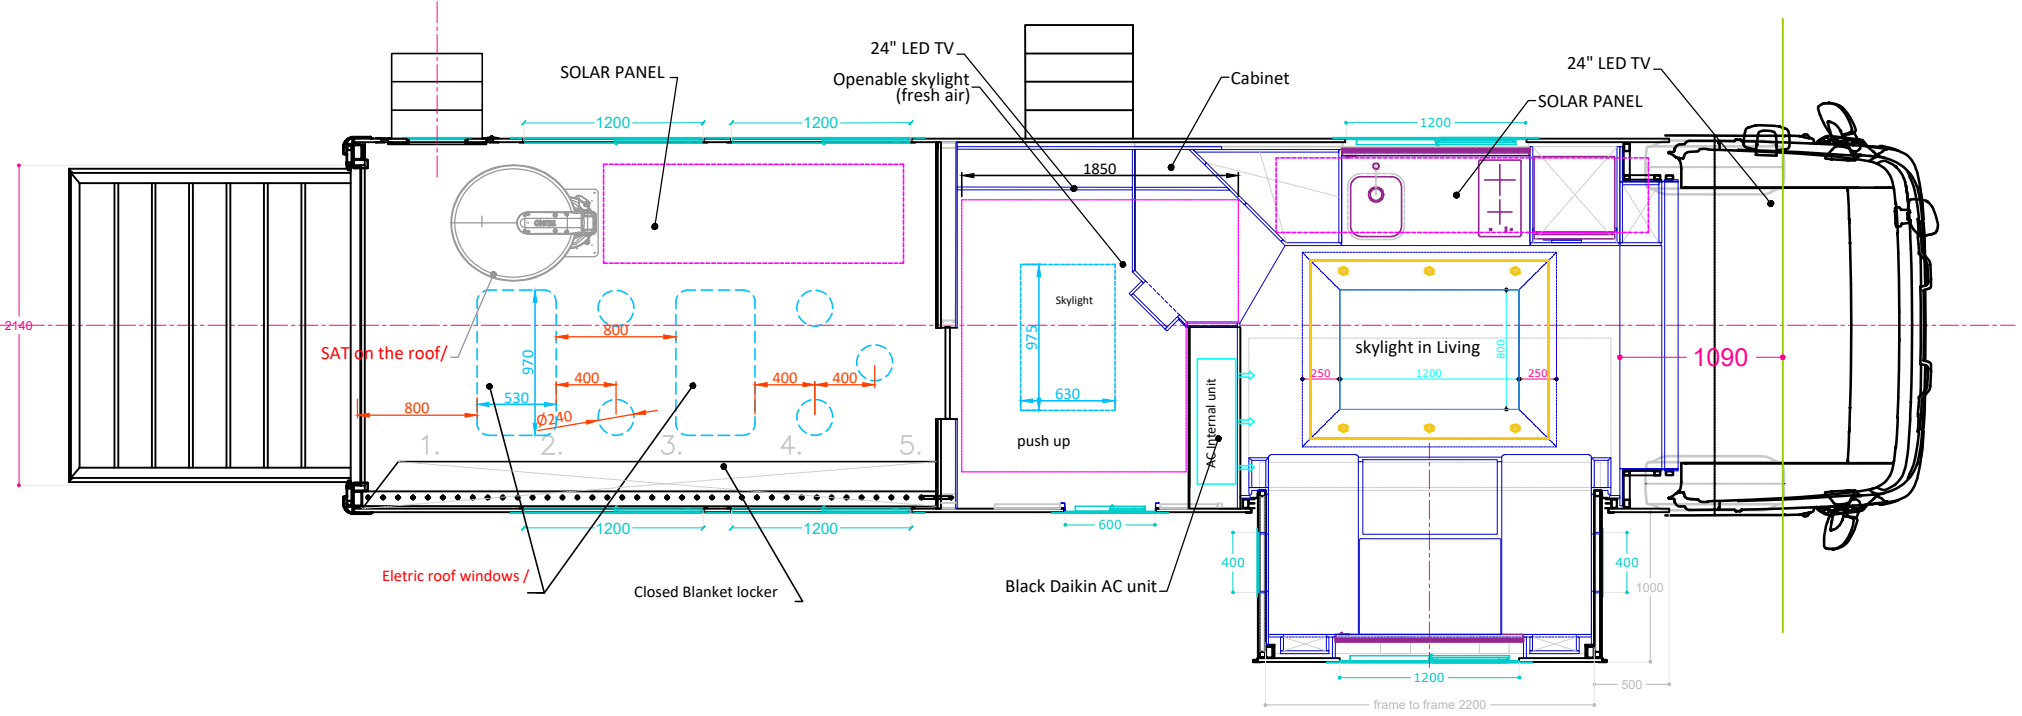 24" LED TV
Openable skylight
(fresh air)
SOLAR PANEL
Cabinet
24" LED TV
SOLAR PANEL
1200
1200
1200
1850
Skylight
975
630
push up
2140
SAT on the roof/
800
970
530
800
400
400
400
Ø240
1.
2.
3.
4.
5.
skylight in Living
800
250
1200
250
1090
AC Internal unit
1200
1200
600
400
400
1000
Eletric roof windows /
Closed Blanket locker
Black Daikin AC unit
1200
500
frame to frame 2200